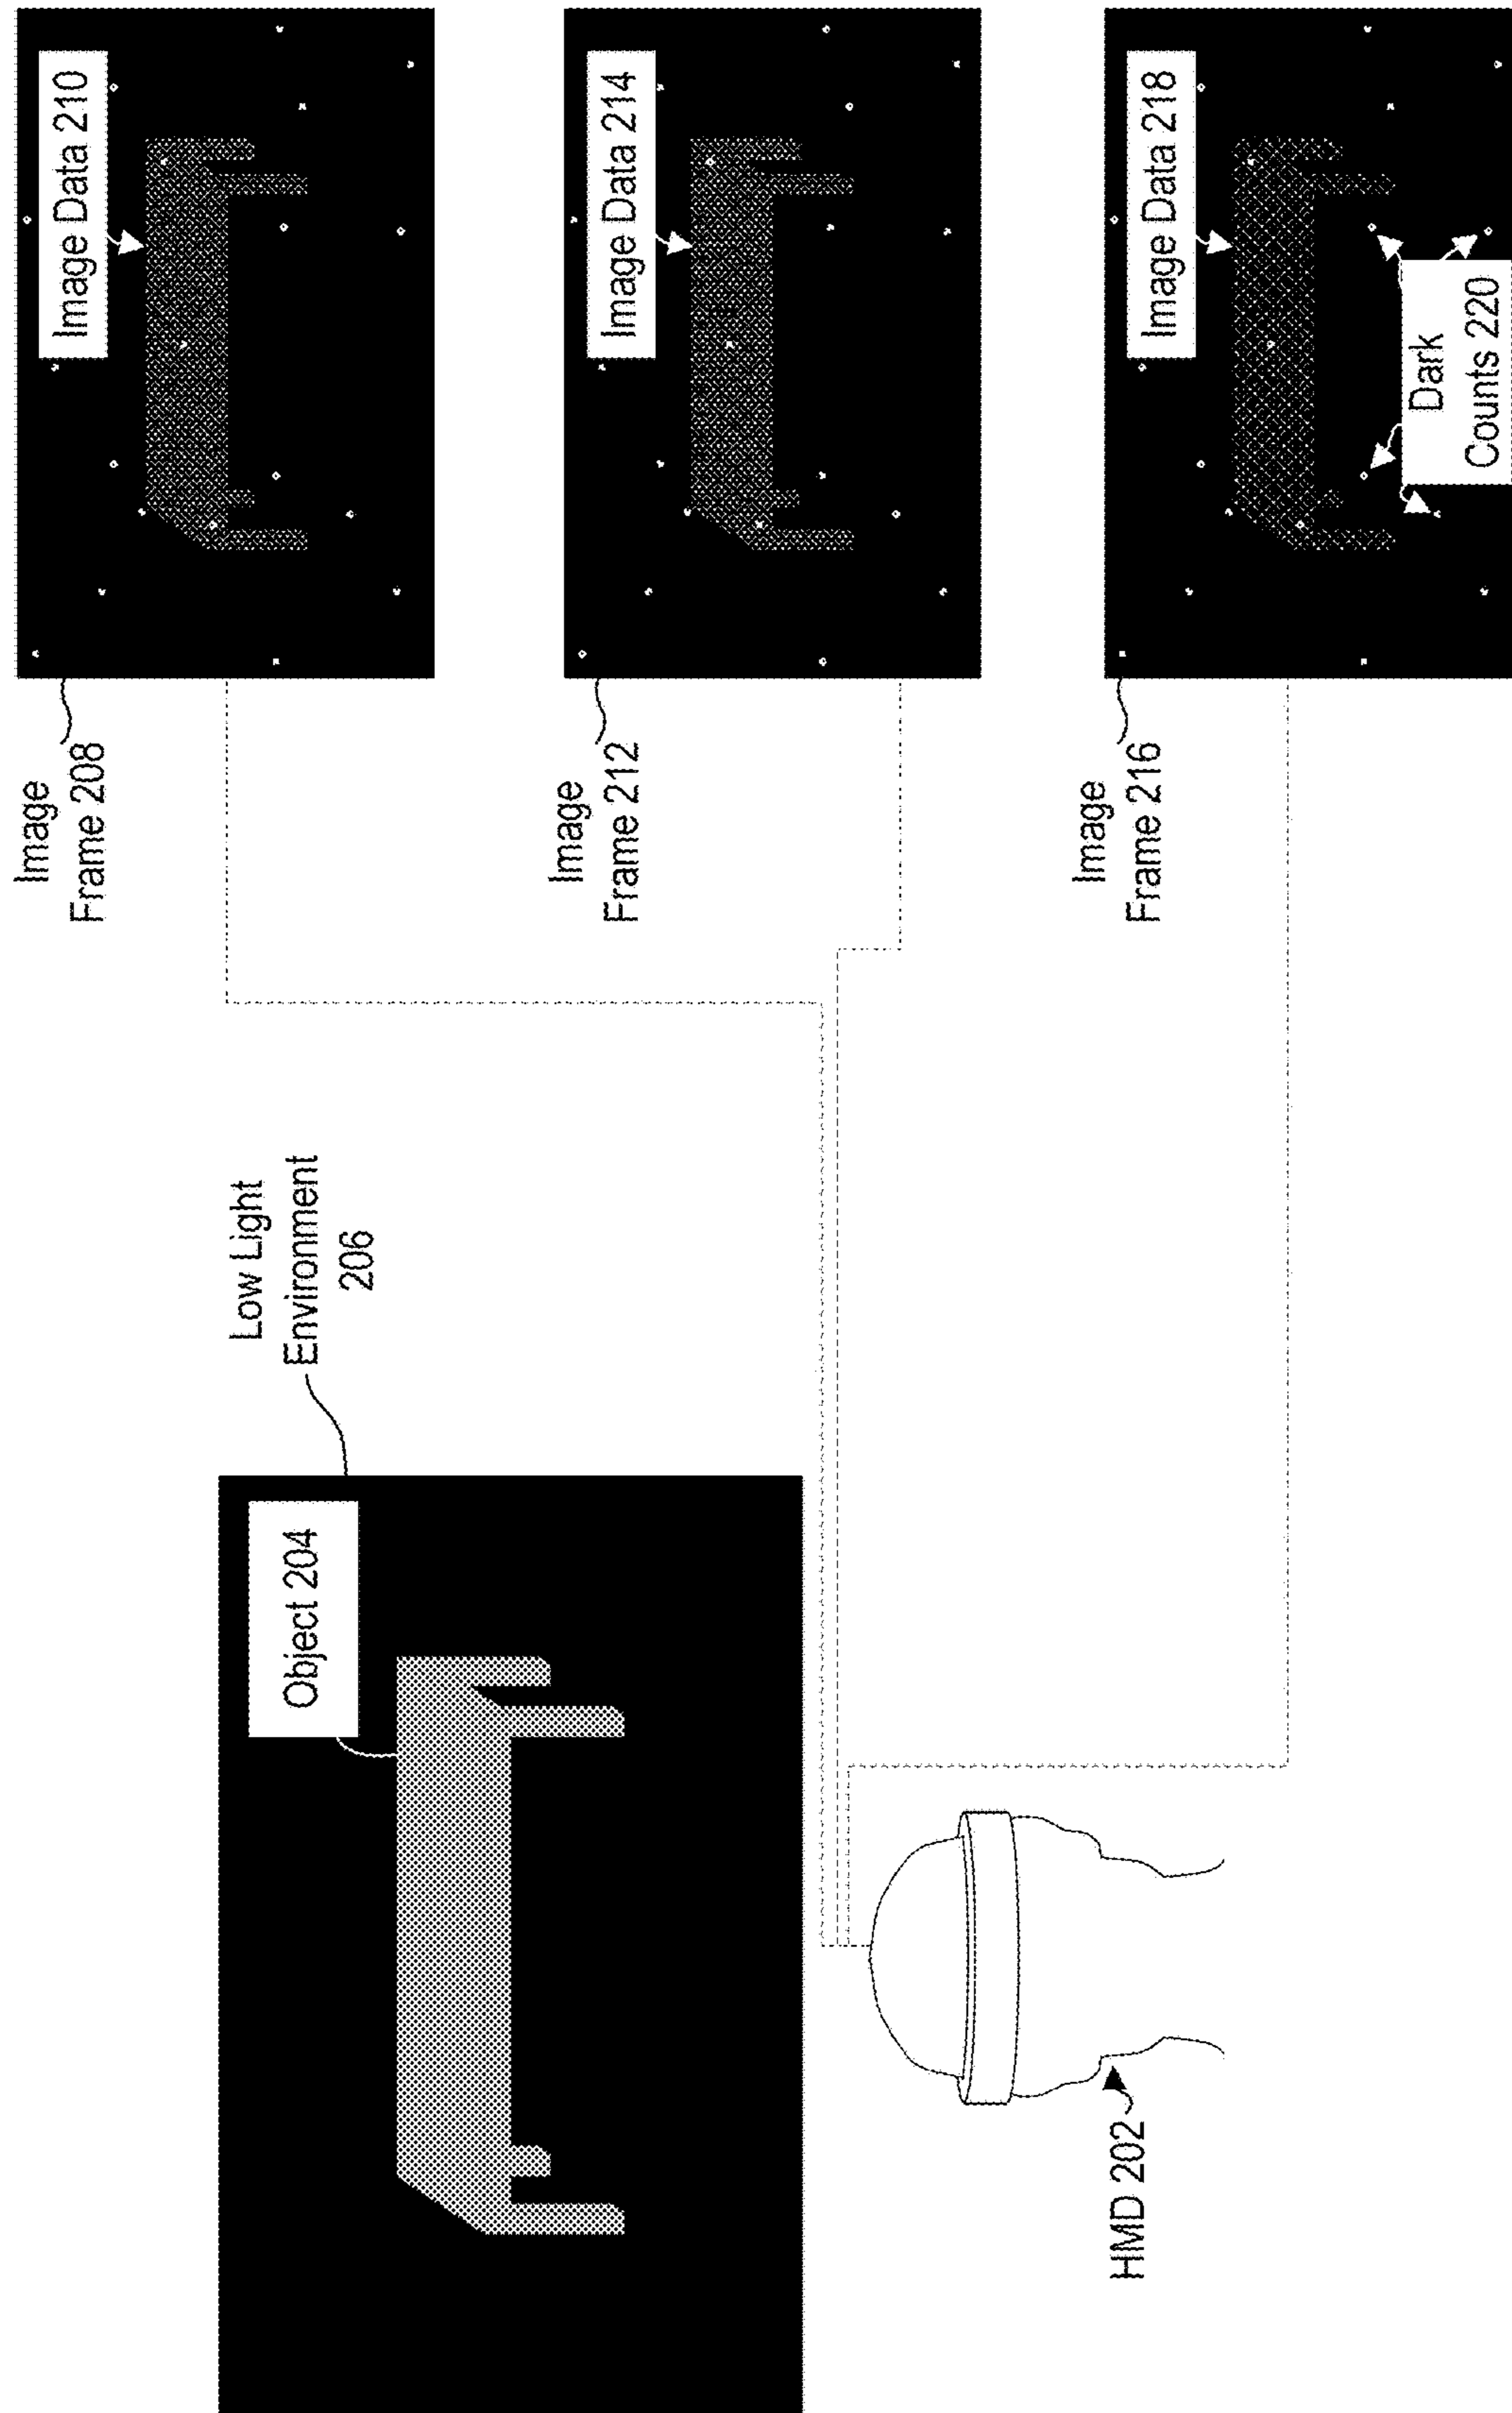 Object 204
Low Light
Environment
206
HMD 202
Image
Frame 208
Image Data 210
Image
Frame 212
Image Data 214
Image
Frame 216
Image Data 218
Dark
Counts 220